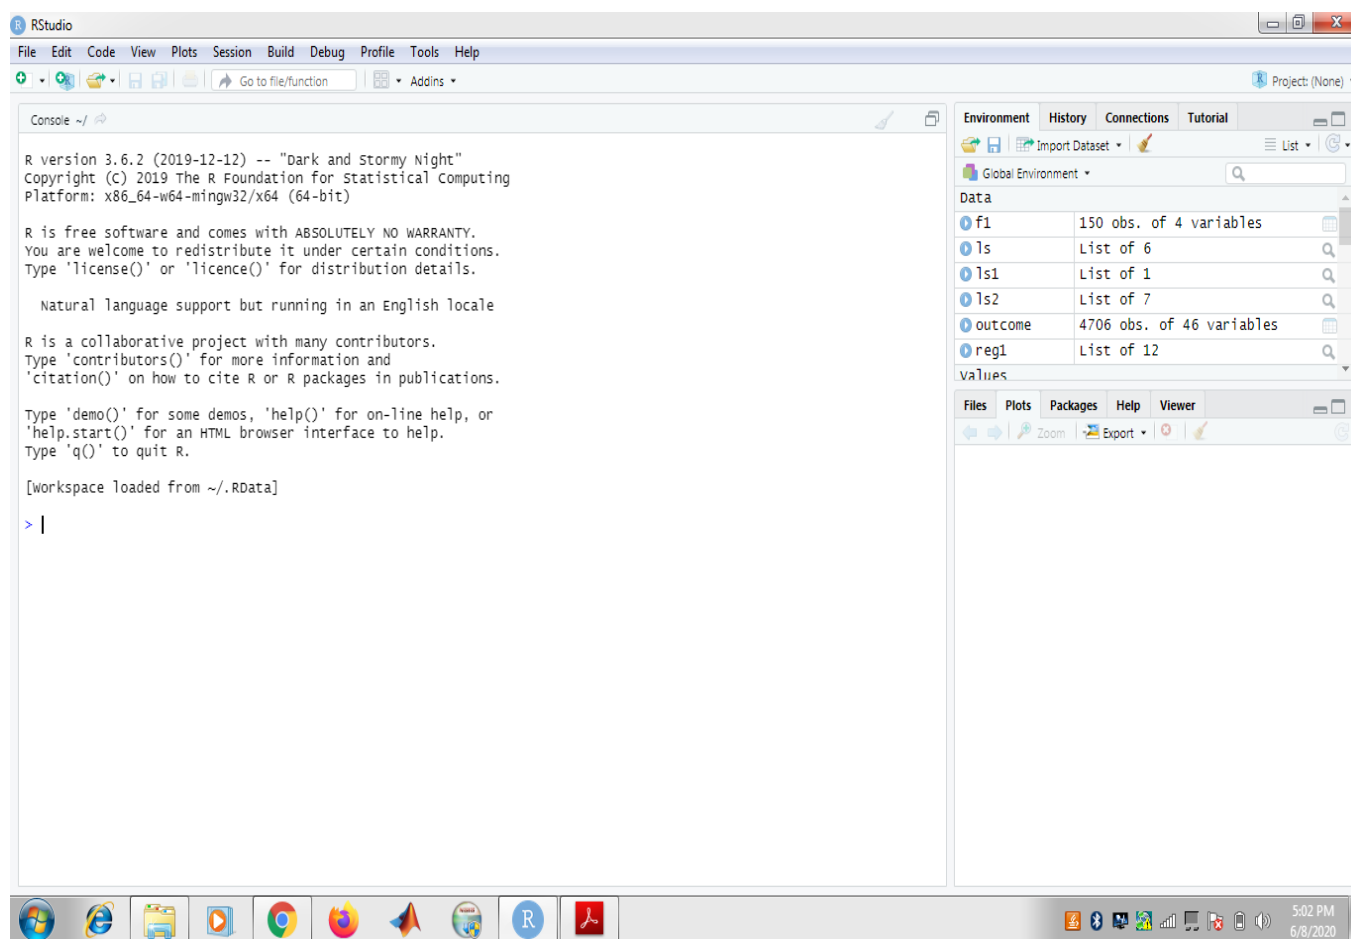 RStudio
File Edit Code View Plots Session Build Debug Profile Tools Help
Go to file/function Addins Project: (None)
Console ~/
R version 3.6.2 (2019-12-12) -- "Dark and Stormy Night"
Copyright (C) 2019 The R Foundation for Statistical Computing
Platform: x86_64-w64-mingw32/x64 (64-bit)
R is free software and comes with ABSOLUTELY NO WARRANTY.
You are welcome to redistribute it under certain conditions.
Type 'license()' or 'licence()' for distribution details.
Natural language support but running in an English locale
R is a collaborative project with many contributors.
Type 'contributors()' for more information and
'citation()' on how to cite R or R packages in publications.
Type 'demo()' for some demos, 'help()' for on-line help, or
'help.start()' for an HTML browser interface to help.
Type 'q()' to quit R.
[Workspace loaded from ~/.RData]
>
Environment History Connections Tutorial
Import Dataset List
Global Environment
Data
f1 150 obs. of 4 variables
ls List of 6
ls1 List of 1
ls2 List of 7
outcome 4706 obs. of 46 variables
reg1 List of 12
Values
Files Plots Packages Help Viewer
Zoom Export
5:02 PM
6/8/2020